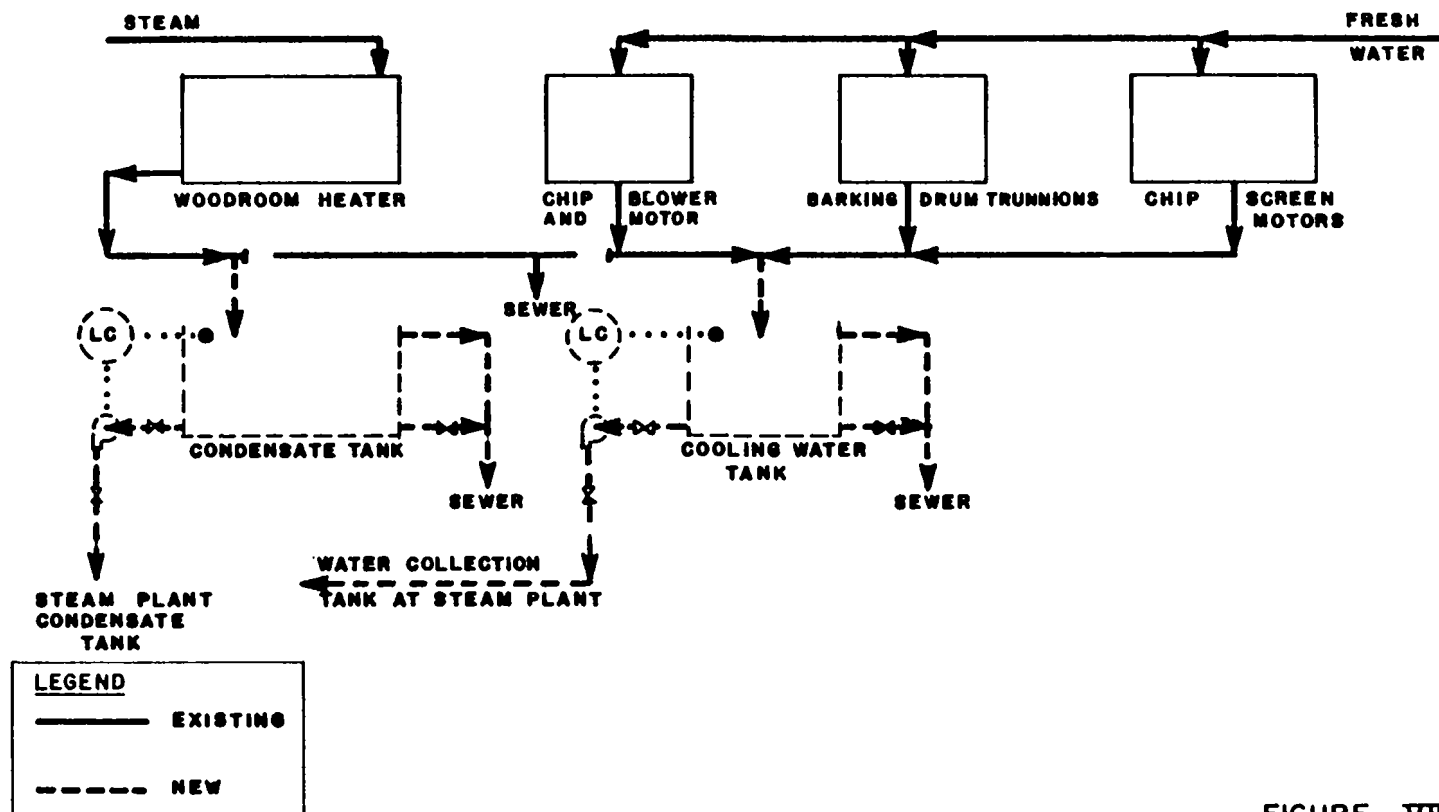 STEAM
FRESH
WATER
WOODROOM HEATER
CHIP BLOWER
AND MOTOR
BARKING DRUM TRUNNIONS
CHIP SCREEN
MOTORS
SEWER
LC
LC
CONDENSATE TANK
COOLING WATER
TANK
SEWER
SEWER
WATER COLLECTION
TANK AT STEAM PLANT
STEAM PLANT
CONDENSATE
TANK
LEGEND
EXISTING
NEW
FIGURE